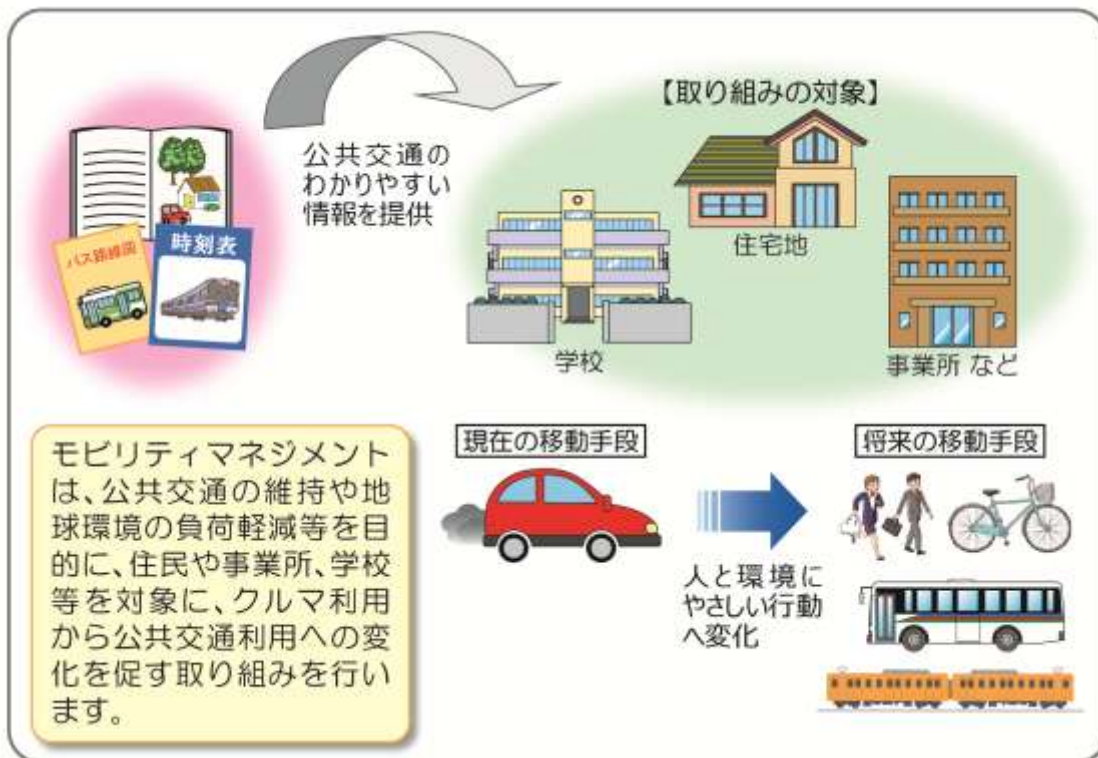 【取り組みの対象】
公共交通の
わかりやすい
情報を提供
バス路線図
時刻表
住宅地
学校
事業所 など
現在の移動手段
将来の移動手段
人と環境に
やさしい行動
へ変化
モビリティマネジメント
は、公共交通の維持や地
球環境の負荷軽減等を目
的に、住民や事業所、学校
等を対象に、クルマ利用
から公共交通利用への変
化を促す取り組みを行い
ます。